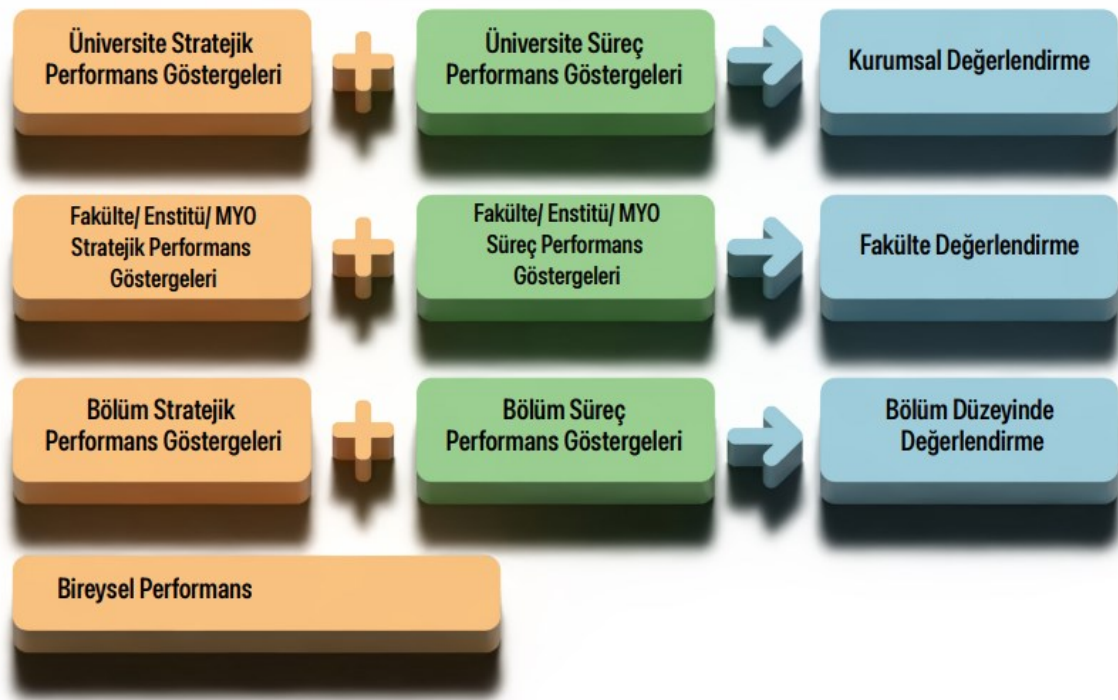 Üniversite Stratejik
Performans Göstergeleri
Üniversite Süreç
Performans Göstergeleri
Kurumsal Değerlendirme
Fakülte/ Enstitü/ MYO
Stratejik Performans
Göstergeleri
Fakülte/ Enstitü/ MYO
Süreç Performans
Göstergeleri
Fakülte Değerlendirme
Bölüm Stratejik
Performans Göstergeleri
Bölüm Süreç
Performans Göstergeleri
Bölüm Düzeyinde
Değerlendirme
Bireysel Performans